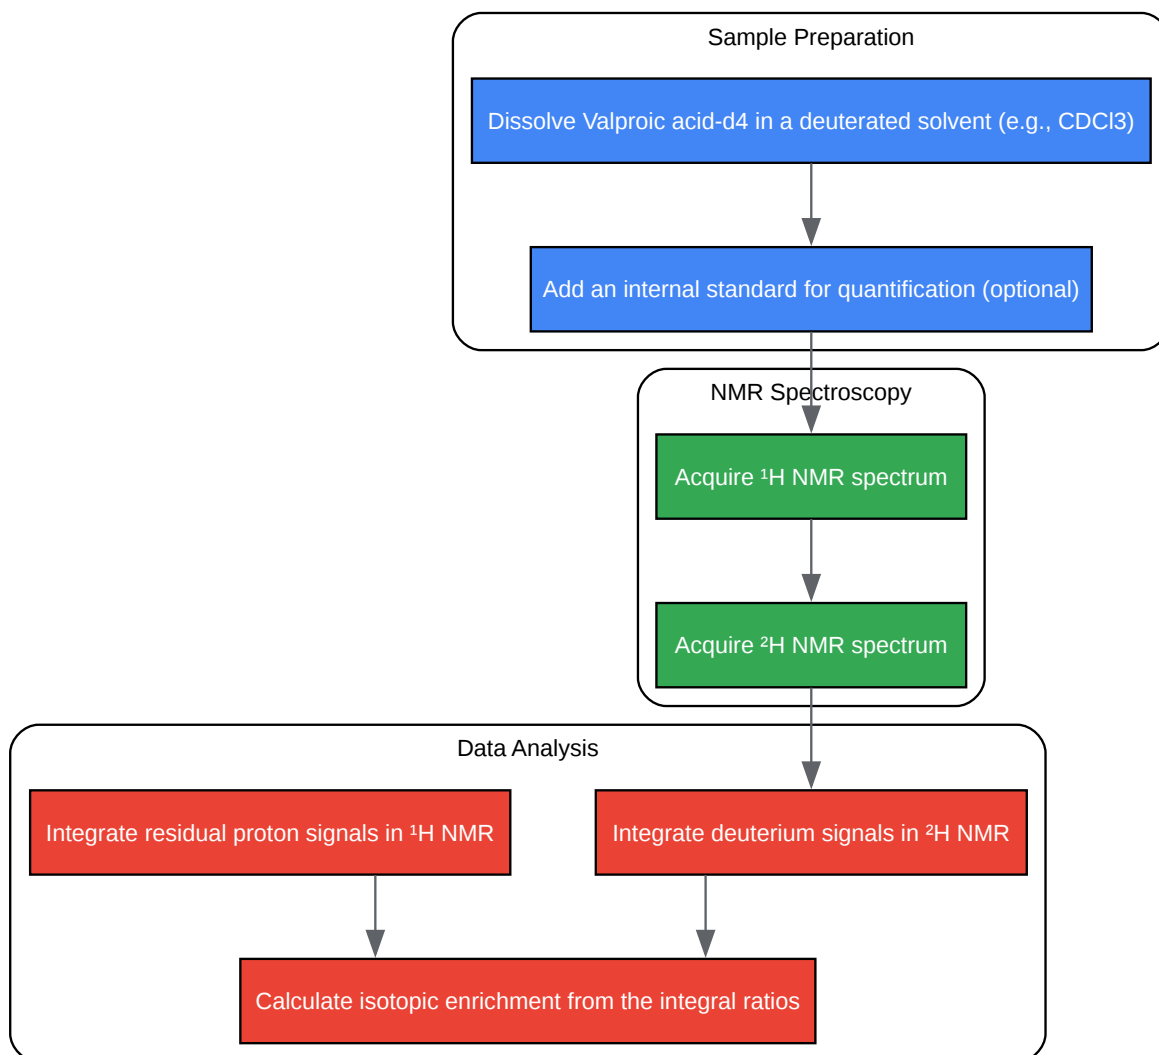 Sample Preparation
Dissolve Valproic acid-d4 in a deuterated solvent (e.g., CDCl3)
Add an internal standard for quantification (optional)
NMR Spectroscopy
Acquire ¹H NMR spectrum
Acquire ²H NMR spectrum
Data Analysis
Integrate residual proton signals in ¹H NMR
Integrate deuterium signals in ²H NMR
Calculate isotopic enrichment from the integral ratios